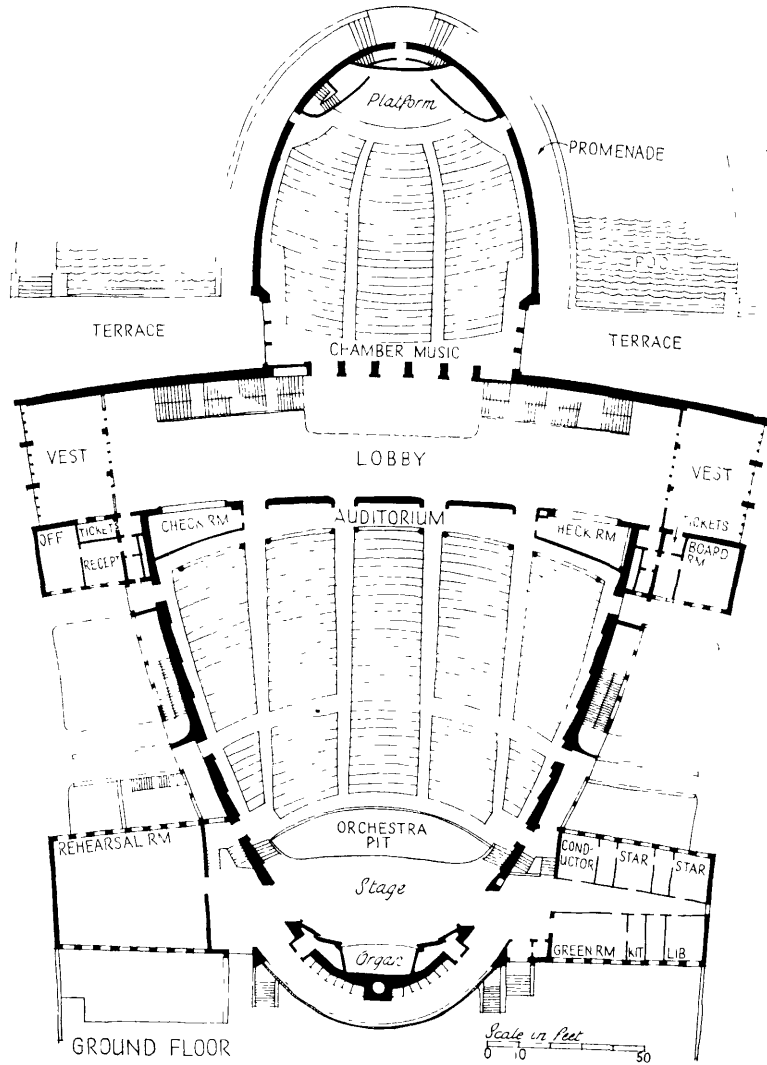 Platform
PROMENADE
TERRACE
TERRACE
CHAMBER MUSIC
VEST
LOBBY
VEST
CHECK RM
AUDITORIUM
HECK RM
TICKETS
OFF
TICKETS
RECEPT
BOARD
RM
ORCHESTRA
PIT
REHEARSAL RM
COND-
UCTOR
STAR
STAR
Stage
Organ
GREEN RM
KIT
LIB
GROUND FLOOR
Scale in feet
0 10 50